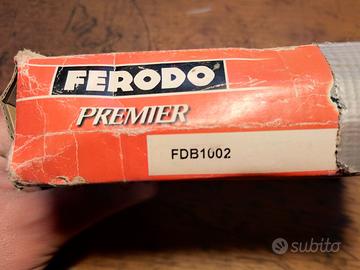 FERODO
PREMIER
FDB1002
subito